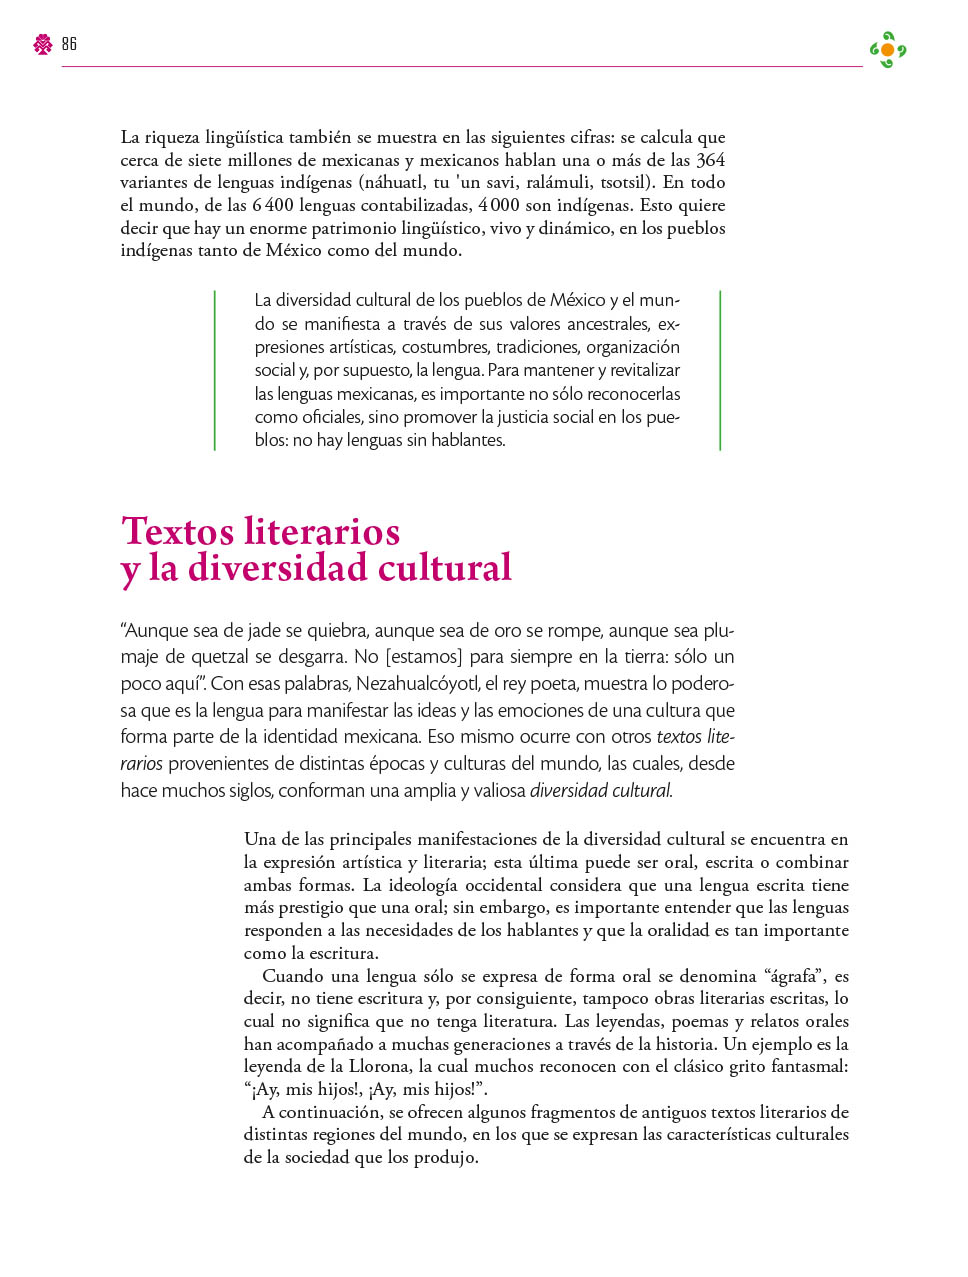 86
La riqueza lingüística también se muestra en las siguientes cifras: se calcula que
cerca de siete millones de mexicanas y mexicanos hablan una o más de las 364
variantes de lenguas indígenas (náhuatl, tu 'un savi, ralámuli, tsotsil). En todo
el mundo, de las 6 400 lenguas contabilizadas, 4 000 son indígenas. Esto quiere
decir que hay un enorme patrimonio lingüístico, vivo y dinámico, en los pueblos
indígenas tanto de México como del mundo.
La diversidad cultural de los pueblos de México y el mun-
do se manifiesta a través de sus valores ancestrales, ex-
presiones artísticas, costumbres, tradiciones, organización
social y, por supuesto, la lengua. Para mantener y revitalizar
las lenguas mexicanas, es importante no sólo reconocerlas
como oficiales, sino promover la justicia social en los pue-
blos: no hay lenguas sin hablantes.
Textos literarios
y la diversidad cultural
“Aunque sea de jade se quiebra, aunque sea de oro se rompe, aunque sea plu-
maje de quetzal se desgarra. No [estamos] para siempre en la tierra: sólo un
poco aquí”. Con esas palabras, Nezahualcóyotl, el rey poeta, muestra lo podero-
sa que es la lengua para manifestar las ideas y las emociones de una cultura que
forma parte de la identidad mexicana. Eso mismo ocurre con otros textos lite-
rarios provenientes de distintas épocas y culturas del mundo, las cuales, desde
hace muchos siglos, conforman una amplia y valiosa diversidad cultural.
Una de las principales manifestaciones de la diversidad cultural se encuentra en
la expresión artística y literaria; esta última puede ser oral, escrita o combinar
ambas formas. La ideología occidental considera que una lengua escrita tiene
más prestigio que una oral; sin embargo, es importante entender que las lenguas
responden a las necesidades de los hablantes y que la oralidad es tan importante
como la escritura.
Cuando una lengua sólo se expresa de forma oral se denomina “ágrafa”, es
decir, no tiene escritura y, por consiguiente, tampoco obras literarias escritas, lo
cual no significa que no tenga literatura. Las leyendas, poemas y relatos orales
han acompañado a muchas generaciones a través de la historia. Un ejemplo es la
leyenda de la Llorona, la cual muchos reconocen con el clásico grito fantasmal:
“¡Ay, mis hijos!, ¡Ay, mis hijos!”.
A continuación, se ofrecen algunos fragmentos de antiguos textos literarios de
distintas regiones del mundo, en los que se expresan las características culturales
de la sociedad que los produjo.